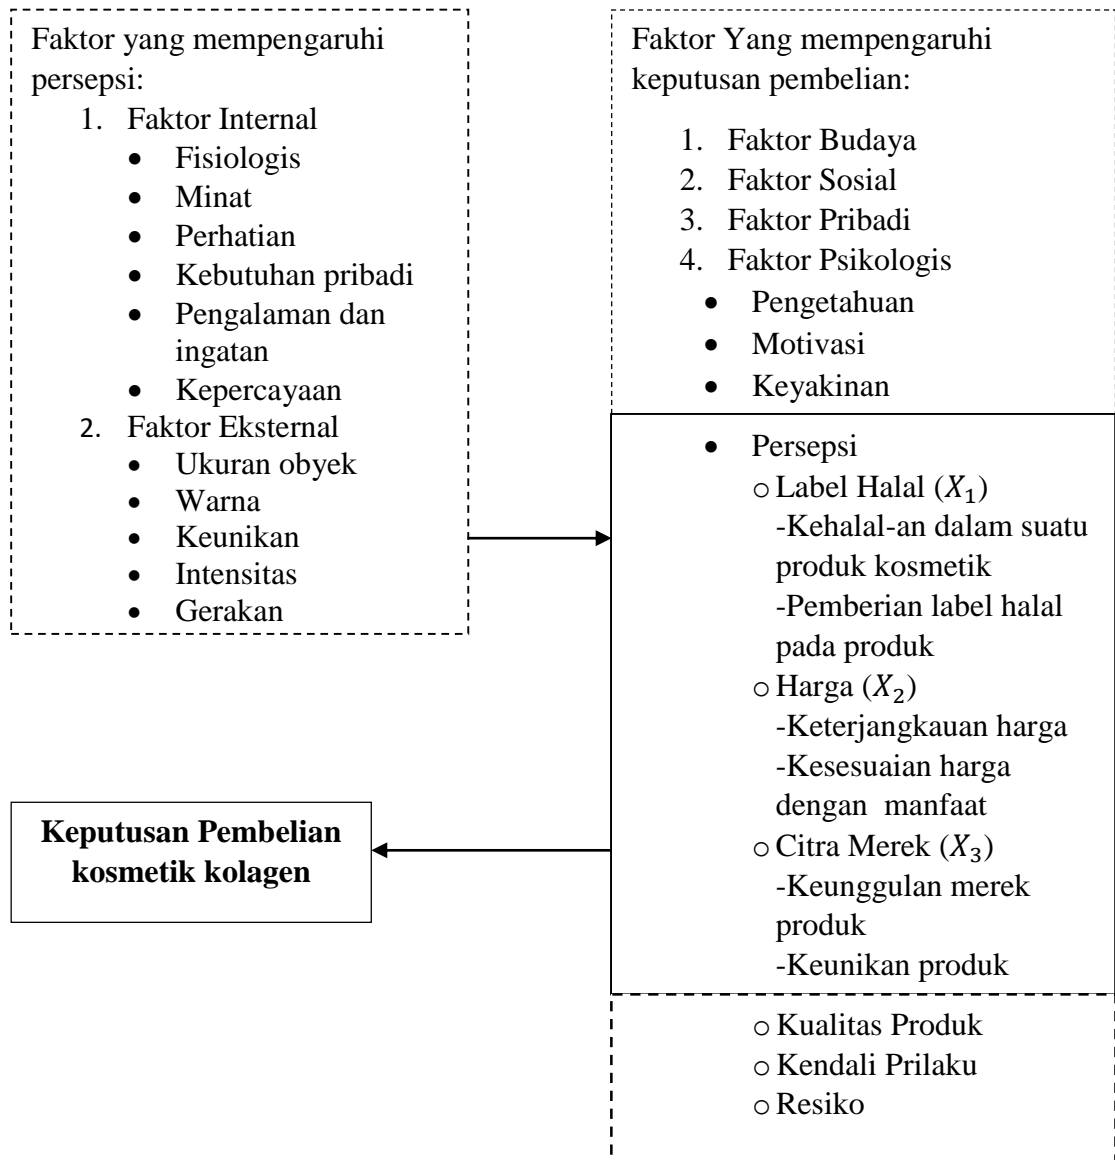 Faktor yang mempengaruhi
persepsi:
1. Faktor Internal
• Fisiologis
• Minat
• Perhatian
• Kebutuhan pribadi
• Pengalaman dan
ingatan
• Kepercayaan
2. Faktor Eksternal
• Ukuran obyek
• Warna
• Keunikan
• Intensitas
• Gerakan
Faktor Yang mempengaruhi
keputusan pembelian:
1. Faktor Budaya
2. Faktor Sosial
3. Faktor Pribadi
4. Faktor Psikologis
• Pengetahuan
• Motivasi
• Keyakinan
• Persepsi
o Label Halal (X₁)
-Kehalal-an dalam suatu
produk kosmetik
-Pemberian label halal
pada produk
o Harga (X₂)
-Keterjangkauan harga
-Kesesuaian harga
dengan manfaat
o Citra Merek (X₃)
-Keunggulan merek
produk
-Keunikan produk
o Kualitas Produk
o Kendali Prilaku
o Resiko
Keputusan Pembelian
kosmetik kolagen